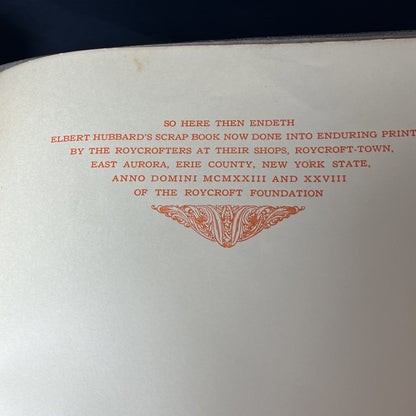 SO HERE THEN ENDETH
ELBERT HUBBARD'S SCRAP BOOK NOW DONE INTO ENDURING PRINT
BY THE ROYCROFTERS AT THEIR SHOPS, ROYCROFT-TOWN,
EAST AURORA, ERIE COUNTY, NEW YORK STATE,
ANNO DOMINI MCMXXIII AND XXVIII
OF THE ROYCROFT FOUNDATION